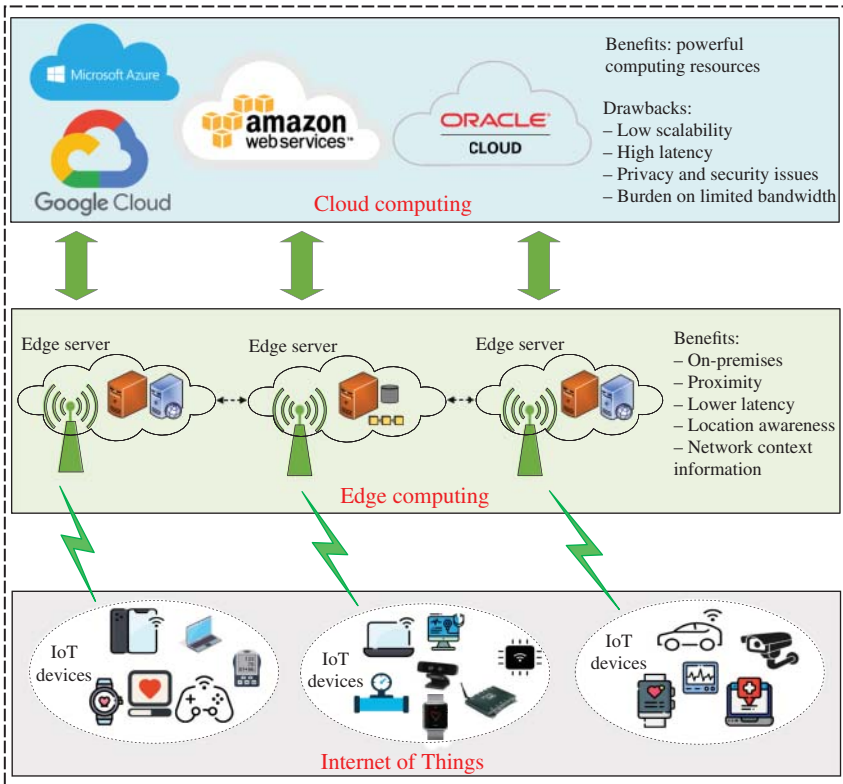 Microsoft Azure
Google Cloud
amazon
web services™
ORACLE®
CLOUD
Benefits: powerful
computing resources
Drawbacks:
– Low scalability
– High latency
– Privacy and security issues
– Burden on limited bandwidth
Cloud computing
Edge server
Edge server
Edge server
Benefits:
– On-premises
– Proximity
– Lower latency
– Location awareness
– Network context
information
Edge computing
IoT
devices
IoT
devices
IoT
devices
Internet of Things